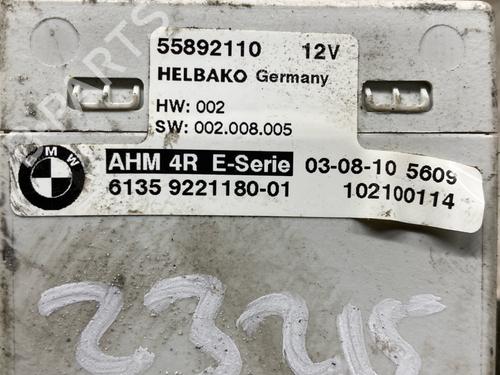 55892110 12V
HELBAKO Germany
HW: 002
SW: 002.008.005
BMW
AHM 4R E-Serie 03-08-10 5609
6135 9221180-01 102100114
23215